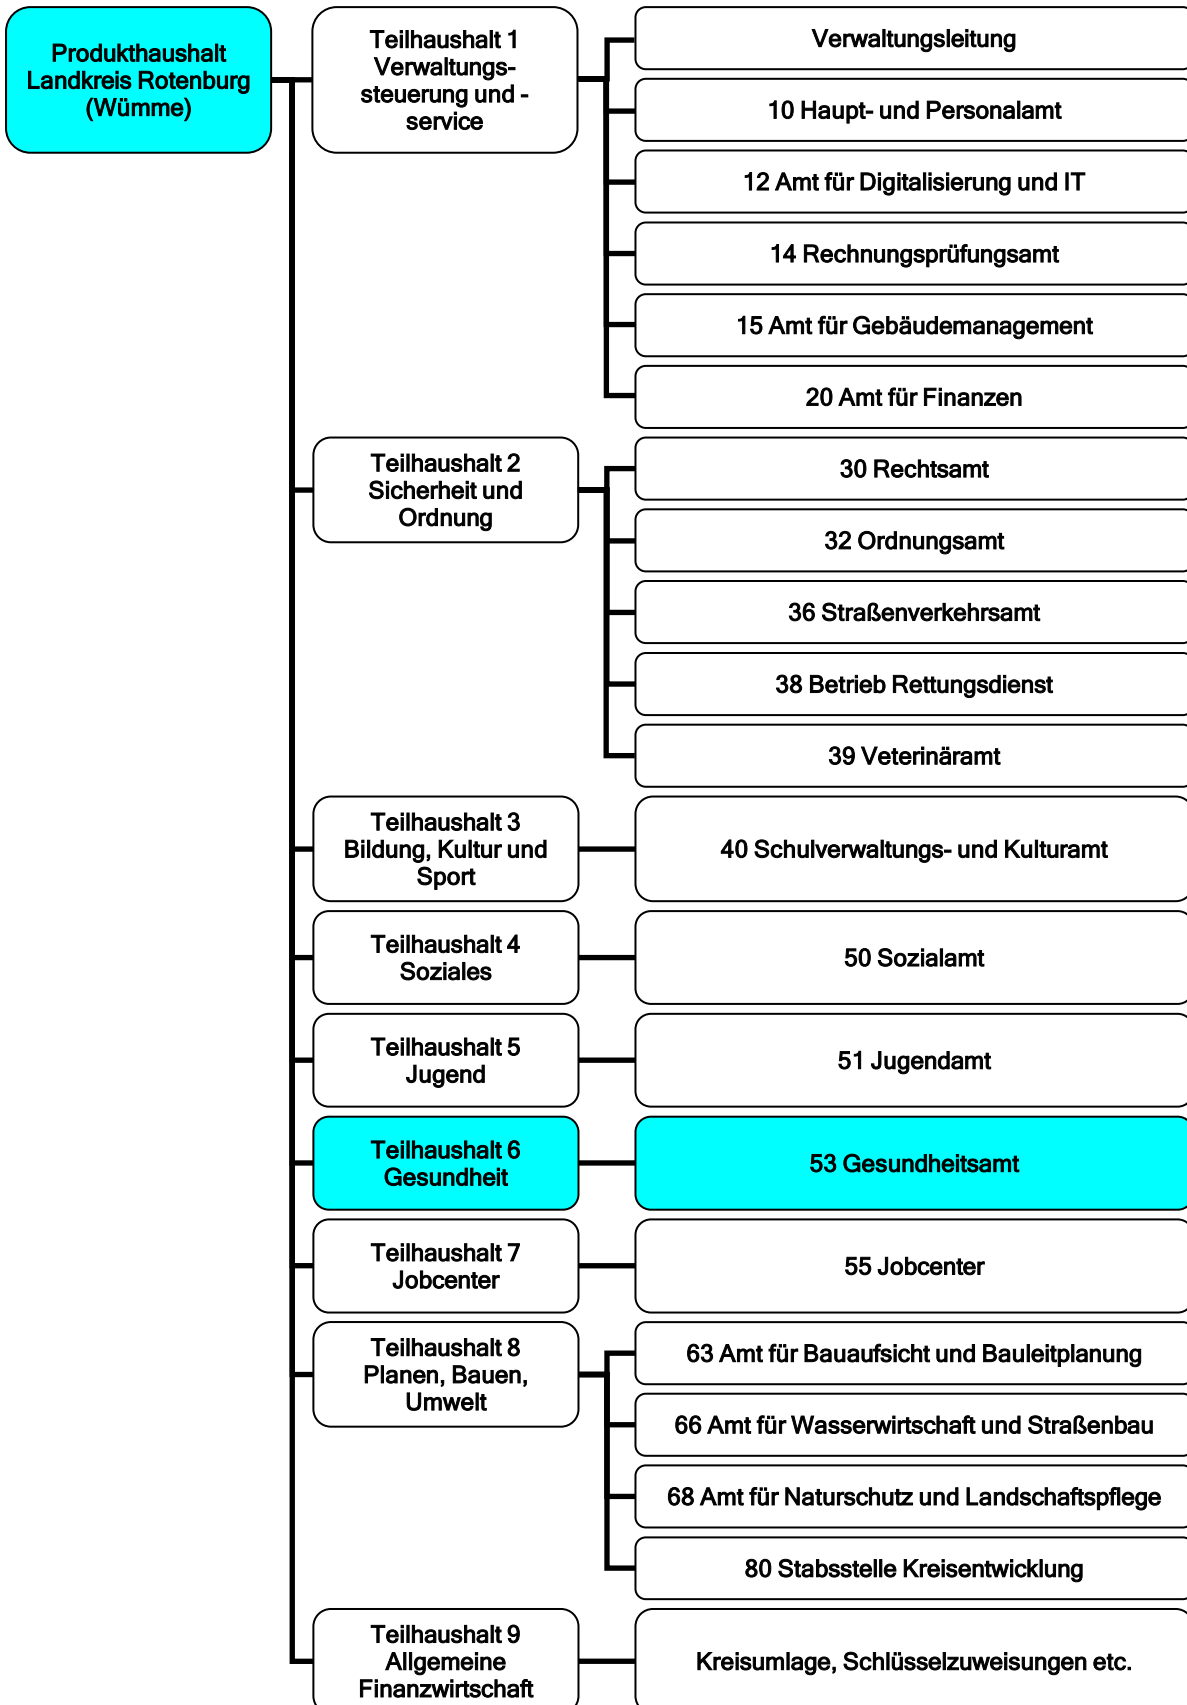 Produkthaushalt
Landkreis Rotenburg
(Wümme)
Teilhaushalt 1
Verwaltungs-
steuerung und -
service
Verwaltungsleitung
10 Haupt- und Personalamt
12 Amt für Digitalisierung und IT
14 Rechnungsprüfungsamt
15 Amt für Gebäudemanagement
20 Amt für Finanzen
Teilhaushalt 2
Sicherheit und
Ordnung
30 Rechtsamt
32 Ordnungsamt
36 Straßenverkehrsamt
38 Betrieb Rettungsdienst
39 Veterinäramt
Teilhaushalt 3
Bildung, Kultur und
Sport
40 Schulverwaltungs- und Kulturamt
Teilhaushalt 4
Soziales
50 Sozialamt
Teilhaushalt 5
Jugend
51 Jugendamt
Teilhaushalt 6
Gesundheit
53 Gesundheitsamt
Teilhaushalt 7
Jobcenter
55 Jobcenter
Teilhaushalt 8
Planen, Bauen,
Umwelt
63 Amt für Bauaufsicht und Bauleitplanung
66 Amt für Wasserwirtschaft und Straßenbau
68 Amt für Naturschutz und Landschaftspflege
80 Stabsstelle Kreisentwicklung
Teilhaushalt 9
Allgemeine
Finanzwirtschaft
Kreisumlage, Schlüsselzuweisungen etc.